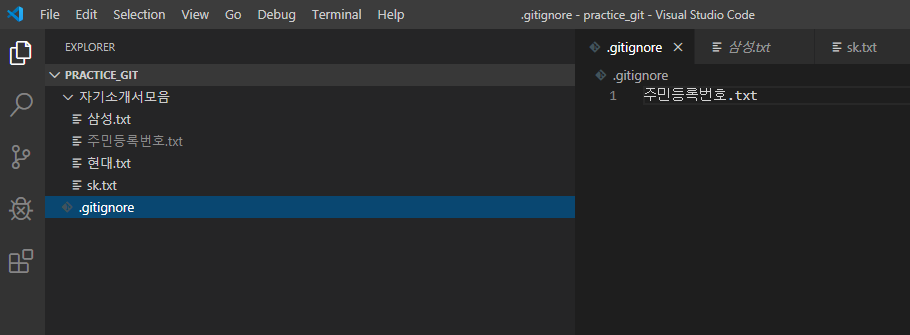 File Edit Selection View Go Debug Terminal Help .gitignore - practice_git - Visual Studio Code
EXPLORER
PRACTICE_GIT
자기소개서모음
삼성.txt
주민등록번호.txt
현대.txt
sk.txt
.gitignore
.gitignore 삼성.txt sk.txt
.gitignore
1 주민등록번호.txt